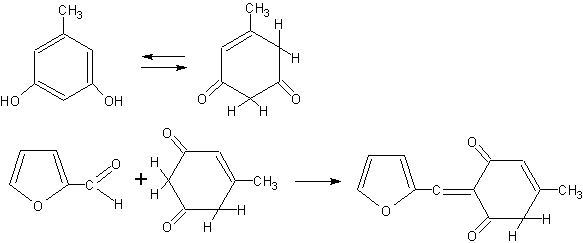 CH₃
H
HO OH O H H O
H
O O
H
H CH₃ CH₃
O H
O H H O H
O O
+